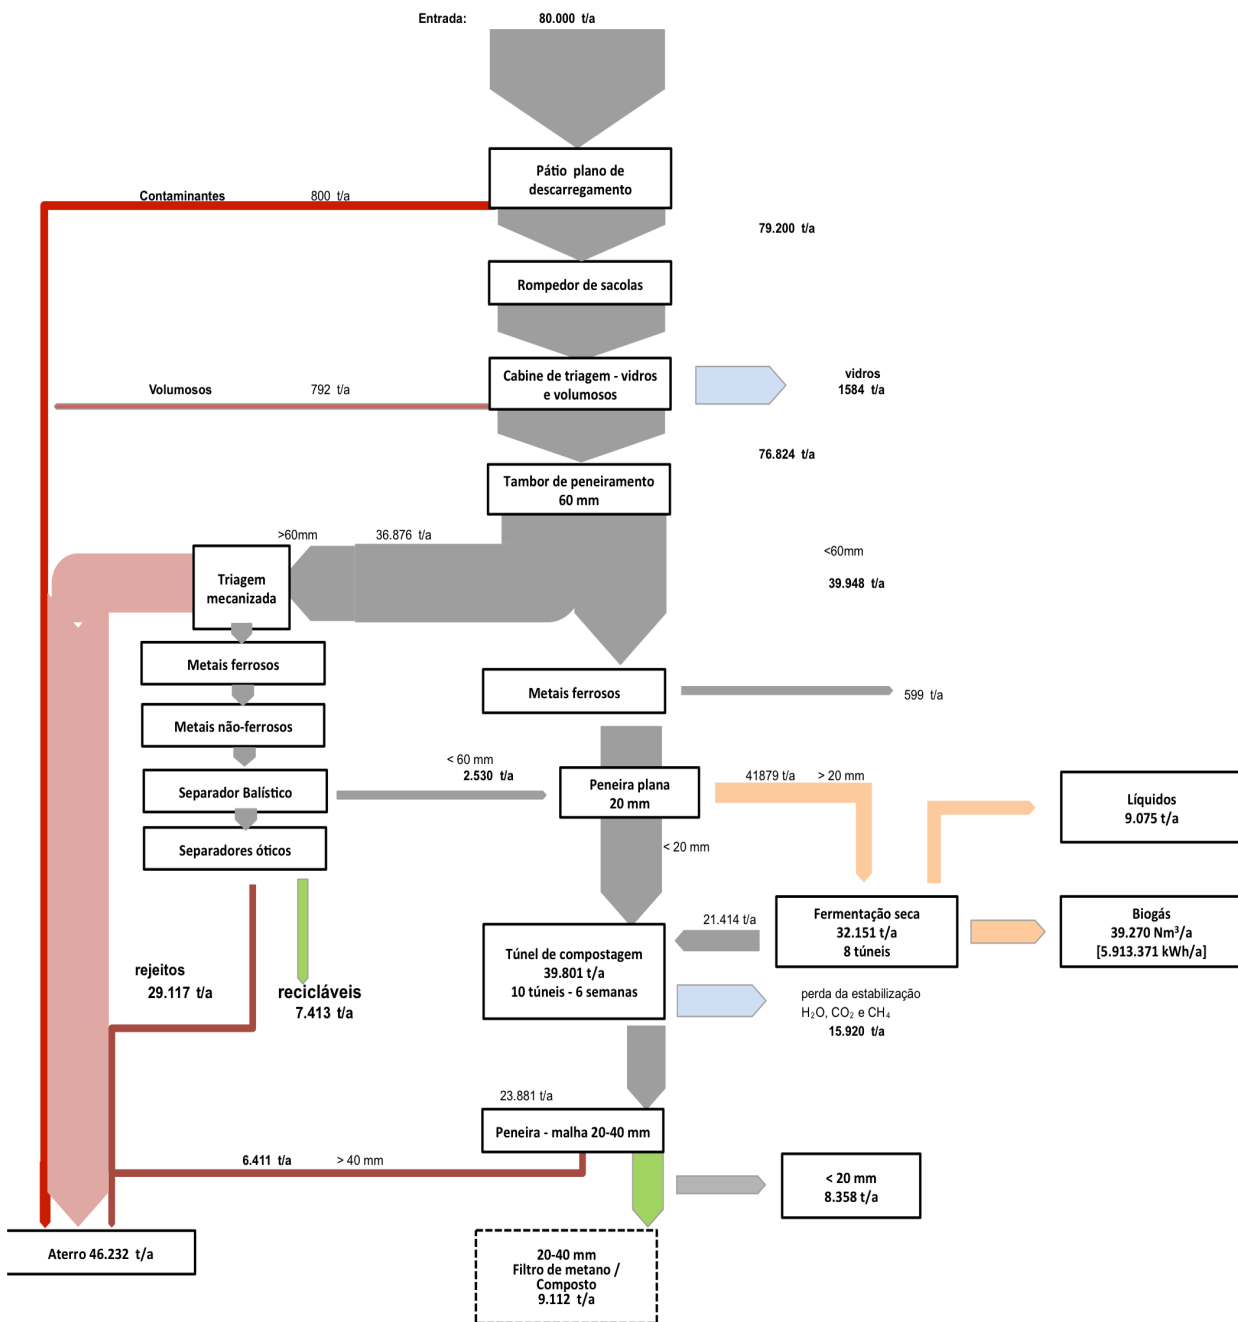 Entrada: 80.000 t/a
Pátio plano de
descarregamento
Contaminantes 800 t/a
79.200 t/a
Rompedor de sacolas
Cabine de triagem - vidros
e volumosos
vidros
1584 t/a
Volumosos 792 t/a
76.824 t/a
Tambor de peneiramento
60 mm
>60mm 36.876 t/a
<60mm
39.948 t/a
Triagem
mecanizada
Metais ferrosos
Metais ferrosos
599 t/a
Metais não-ferrosos
< 60 mm
2.530 t/a
Separador Balístico
Peneira plana
20 mm
41879 t/a > 20 mm
Líquidos
9.075 t/a
Separadores óticos
< 20 mm
21.414 t/a
Fermentação seca
32.151 t/a
8 túneis
Biogás
39.270 Nm³/a
[5.913.371 kWh/a]
Túnel de compostagem
39.801 t/a
10 túneis - 6 semanas
rejeitos
29.117 t/a
recicláveis
7.413 t/a
perda da estabilização
H₂O, CO₂ e CH₄
15.920 t/a
23.881 t/a
Peneira - malha 20-40 mm
6.411 t/a > 40 mm
< 20 mm
8.358 t/a
Aterro 46.232 t/a
20-40 mm
Filtro de metano /
Composto
9.112 t/a